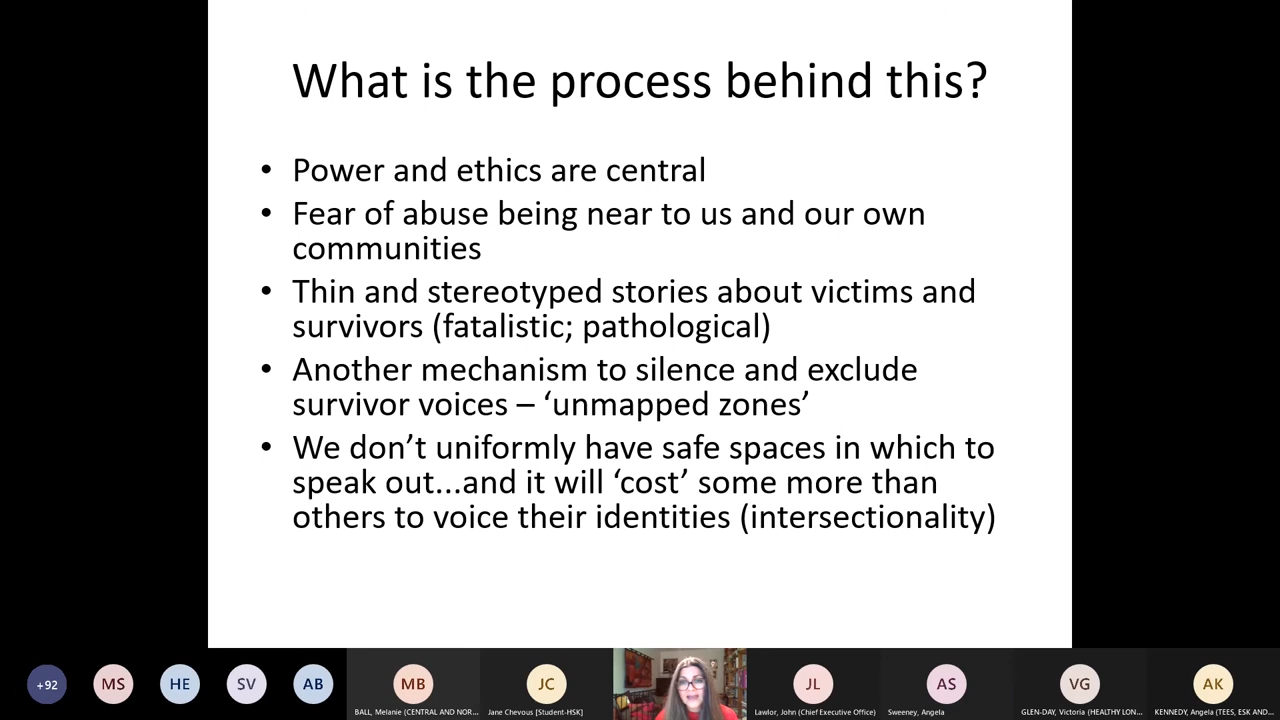 What is the process behind this?
• Power and ethics are central
• Fear of abuse being near to us and our own
communities
• Thin and stereotyped stories about victims and
survivors (fatalistic; pathological)
• Another mechanism to silence and exclude
survivor voices – ‘unmapped zones’
• We don’t uniformly have safe spaces in which to
speak out...and it will ‘cost’ some more than
others to voice their identities (intersectionality)
+92
MS
HE
SV
AB
MB
BALL, Melanie (CENTRAL AND NOR...
JC
Jane Chevous [Student-HSK]
JL
Lawlor, John (Chief Executive Office)
AS
Sweeney, Angela
VG
GLEN-DAY, Victoria (HEALTHY LON...
AK
KENNEDY, Angela (TEES, ESK AND...